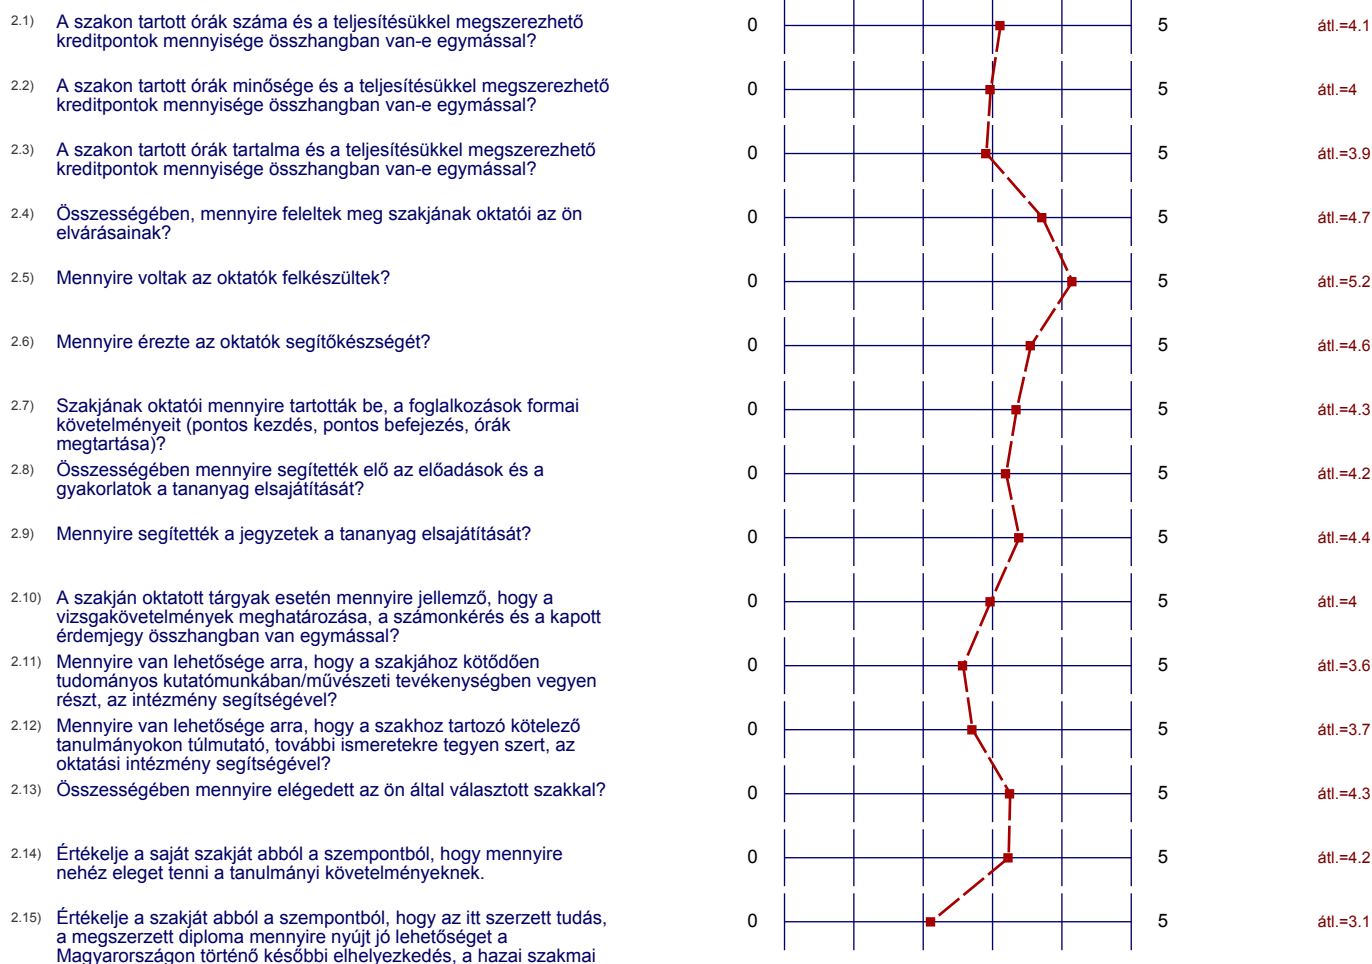 2.1) A szakon tartott órák száma és a teljesítésükkel megszerezhető
kreditpontok mennyisége összhangban van-e egymással?
0 5 átl.=4.1
2.2) A szakon tartott órák minősége és a teljesítésükkel megszerezhető
kreditpontok mennyisége összhangban van-e egymással?
0 5 átl.=4
2.3) A szakon tartott órák tartalma és a teljesítésükkel megszerezhető
kreditpontok mennyisége összhangban van-e egymással?
0 5 átl.=3.9
2.4) Összességében, mennyire feleltek meg szakjának oktatói az ön
elvárásainak?
0 5 átl.=4.7
2.5) Mennyire voltak az oktatók felkészültek?
0 5 átl.=5.2
2.6) Mennyire érezte az oktatók segítőkészségét?
0 5 átl.=4.6
2.7) Szakjának oktatói mennyire tartották be, a foglalkozások formai
követelményeit (pontos kezdés, pontos befejezés, órák
megtartása)?
0 5 átl.=4.3
2.8) Összességében mennyire segítették elő az előadások és a
gyakorlatok a tananyag elsajátítását?
0 5 átl.=4.2
2.9) Mennyire segítették a jegyzetek a tananyag elsajátítását?
0 5 átl.=4.4
2.10) A szakján oktatott tárgyak esetén mennyire jellemző, hogy a
vizsgakövetelmények meghatározása, a számonkérés és a kapott
érdemjegy összhangban van egymással?
0 5 átl.=4
2.11) Mennyire van lehetősége arra, hogy a szakjához kötődően
tudományos kutatómunkában/művészeti tevékenységben vegyen
részt, az intézmény segítségével?
0 5 átl.=3.6
2.12) Mennyire van lehetősége arra, hogy a szakhoz tartozó kötelező
tanulmányokon túlmutató, további ismeretekre tegyen szert, az
oktatási intézmény segítségével?
0 5 átl.=3.7
2.13) Összességében mennyire elégedett az ön által választott szakkal?
0 5 átl.=4.3
2.14) Értékelje a saját szakját abból a szempontból, hogy mennyire
nehéz eleget tenni a tanulmányi követelményeknek.
0 5 átl.=4.2
2.15) Értékelje a szakját abból a szempontból, hogy az itt szerzett tudás,
a megszerzett diploma mennyire nyújt jó lehetőséget a
Magyarországon történő későbbi elhelyezkedés, a hazai szakmai
0 5 átl.=3.1